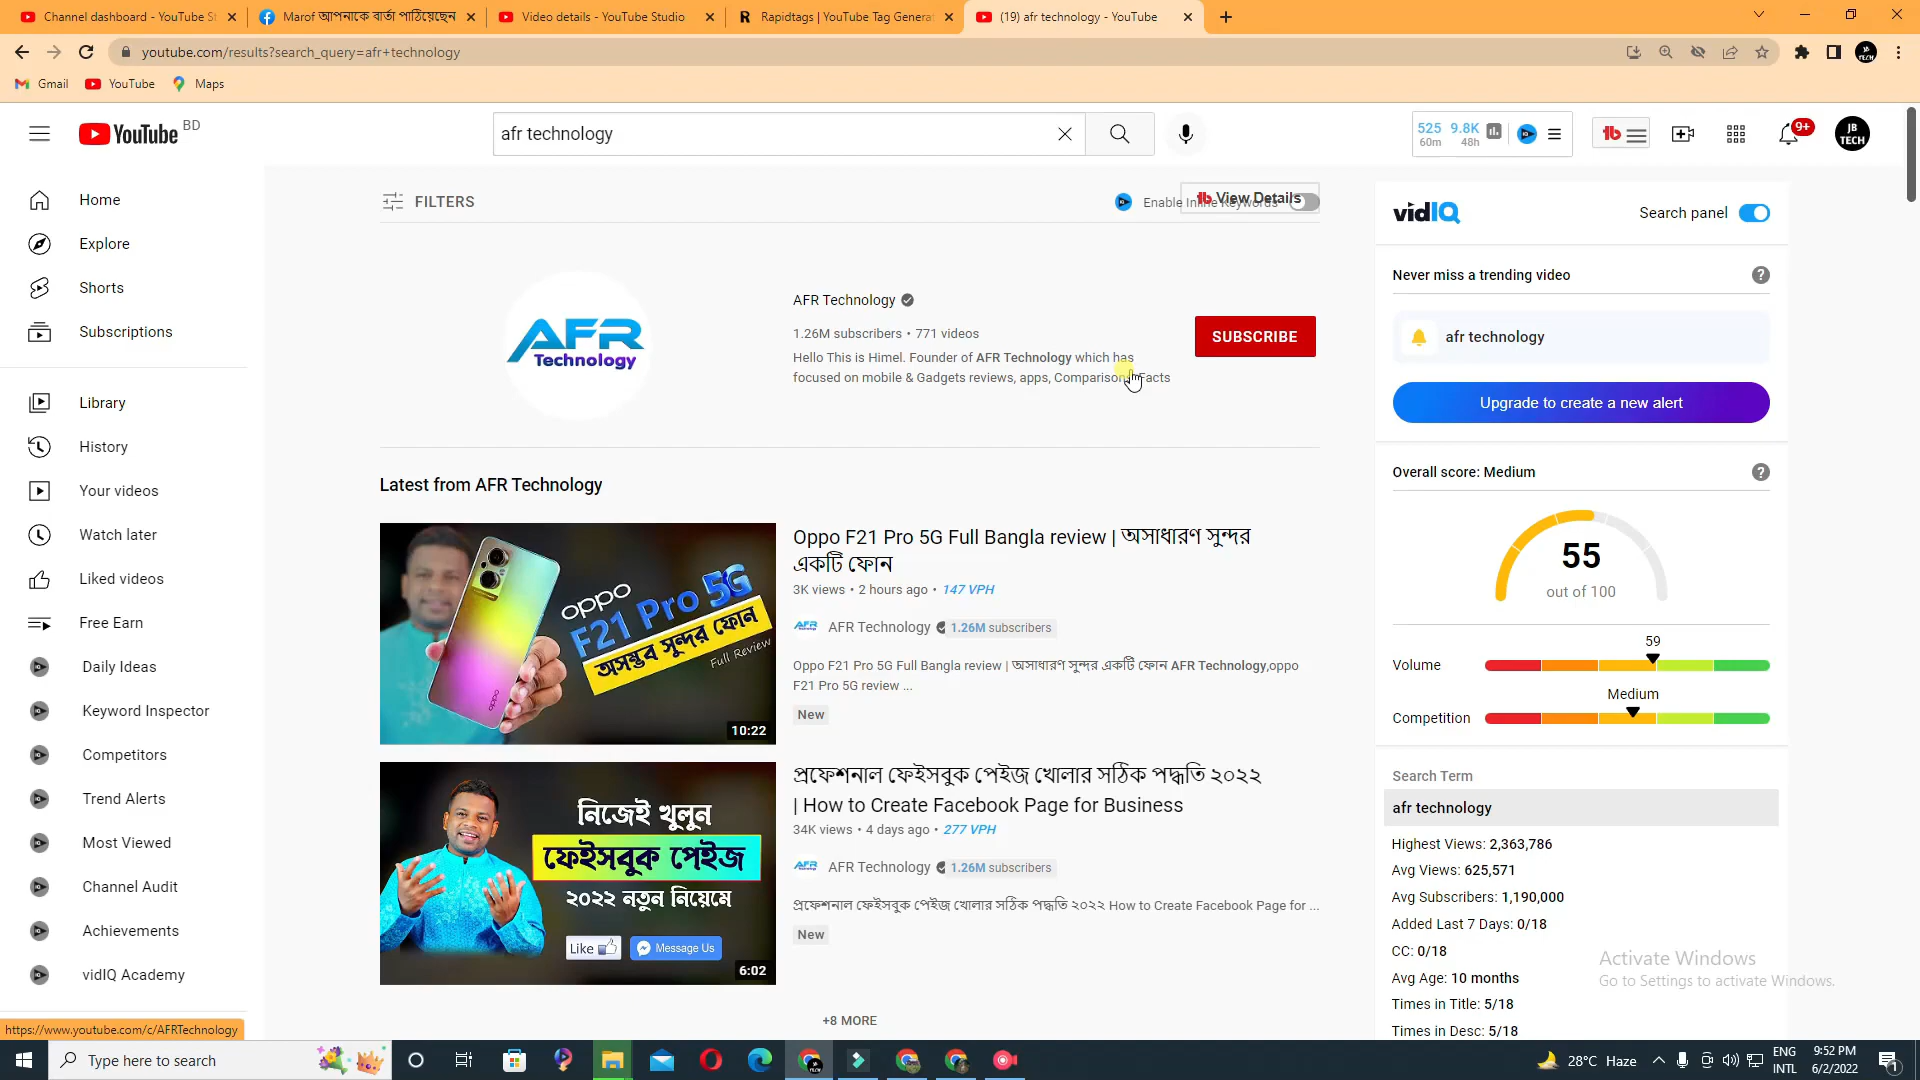 Channel dashboard - YouTube St
Marof আপনাকে বার্তা পাঠিয়েছেন
Video details - YouTube Studio
Rapidtags | YouTube Tag Genera
(19) afr technology - YouTube
youtube.com/results?search_query=afr+technology
Gmail
YouTube
Maps
YouTube BD
afr technology
525 60m
9.8K 48h
9+
JB TECH
Home
Explore
Shorts
Subscriptions
Library
History
Your videos
Watch later
Liked videos
Free Earn
Daily Ideas
Keyword Inspector
Competitors
Trend Alerts
Most Viewed
Channel Audit
Achievements
vidIQ Academy
https://www.youtube.com/c/AFRTechnology
FILTERS
Enable Inline Keywords
View Details
AFR
Technology
AFR Technology
1.26M subscribers • 771 videos
Hello This is Himel. Founder of AFR Technology which has
focused on mobile & Gadgets reviews, apps, Comparison, Facts
SUBSCRIBE
Latest from AFR Technology
oppo
F21 Pro 5G
অসম্ভব সুন্দর ফোন
Full Review
10:22
Oppo F21 Pro 5G Full Bangla review | অসাধারণ সুন্দর
একটি ফোন
3K views • 2 hours ago • 147 VPH
AFR Technology 1.26M subscribers
Oppo F21 Pro 5G Full Bangla review | অসাধারণ সুন্দর একটি ফোন AFR Technology,oppo
F21 Pro 5G review ...
New
নিজেই খুলুন
ফেইসবুক পেইজ
২০২২ নতুন নিয়মে
Like
Message Us
6:02
প্রফেশনাল ফেইসবুক পেইজ খোলার সঠিক পদ্ধতি ২০২২
| How to Create Facebook Page for Business
34K views • 4 days ago • 277 VPH
AFR Technology 1.26M subscribers
প্রফেশনাল ফেইসবুক পেইজ খোলার সঠিক পদ্ধতি ২০২২ How to Create Facebook Page for ...
New
+8 MORE
vidIQ
Search panel
Never miss a trending video
afr technology
Upgrade to create a new alert
Overall score: Medium
55
out of 100
59
Volume
Medium
Competition
Search Term
afr technology
Highest Views: 2,363,786
Avg Views: 625,571
Avg Subscribers: 1,190,000
Added Last 7 Days: 0/18
CC: 0/18
Avg Age: 10 months
Times in Title: 5/18
Times in Desc: 5/18
Activate Windows
Go to Settings to activate Windows.
Type here to search
28°C Haze
ENG
INTL
9:52 PM
6/2/2022
1